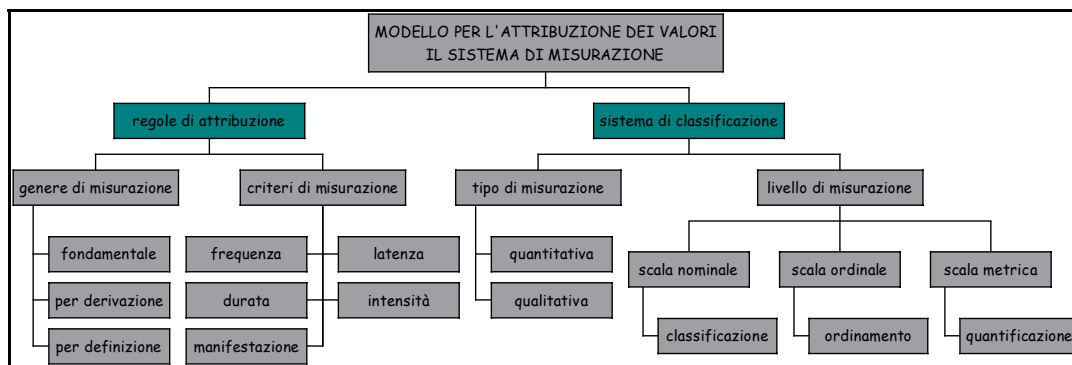 MODELLO PER L'ATTRIBUZIONE DEI VALORI
IL SISTEMA DI MISURAZIONE
regole di attribuzione
sistema di classificazione
genere di misurazione
criteri di misurazione
tipo di misurazione
livello di misurazione
fondamentale
frequenza
latenza
quantitativa
scala nominale
scala ordinale
scala metrica
per derivazione
durata
intensità
qualitativa
per definizione
manifestazione
classificazione
ordinamento
quantificazione